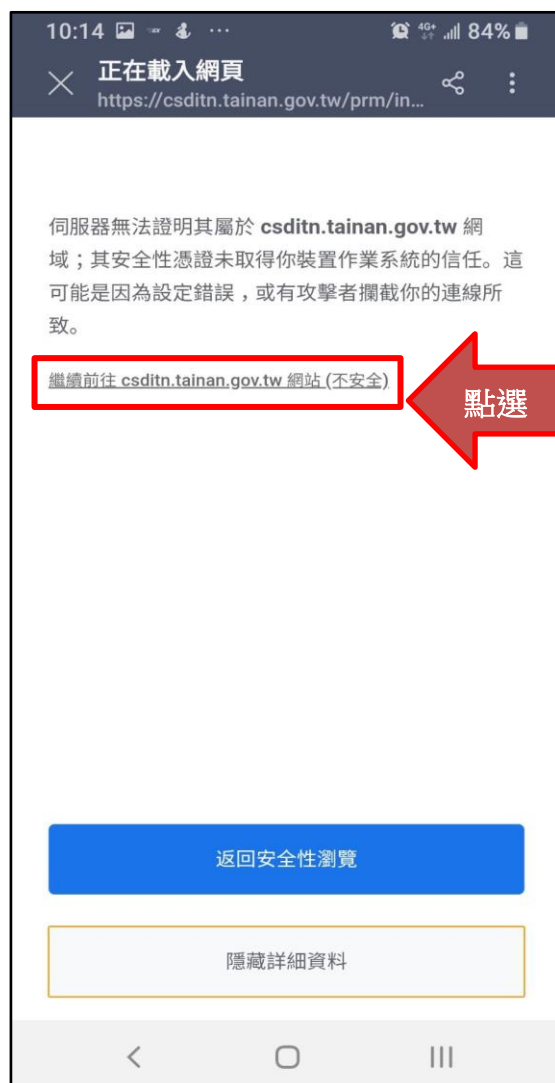 10:14 ... 4G+ 84%
正在載入網頁
https://csditn.tainan.gov.tw/prm/in...
伺服器無法證明其屬於 csditn.tainan.gov.tw 網
域；其安全性憑證未取得你裝置作業系統的信任。這
可能是因為設定錯誤，或有攻擊者攔截你的連線所
致。
繼續前往 csditn.tainan.gov.tw 網站 (不安全)
點選
返回安全性瀏覽
隱藏詳細資料